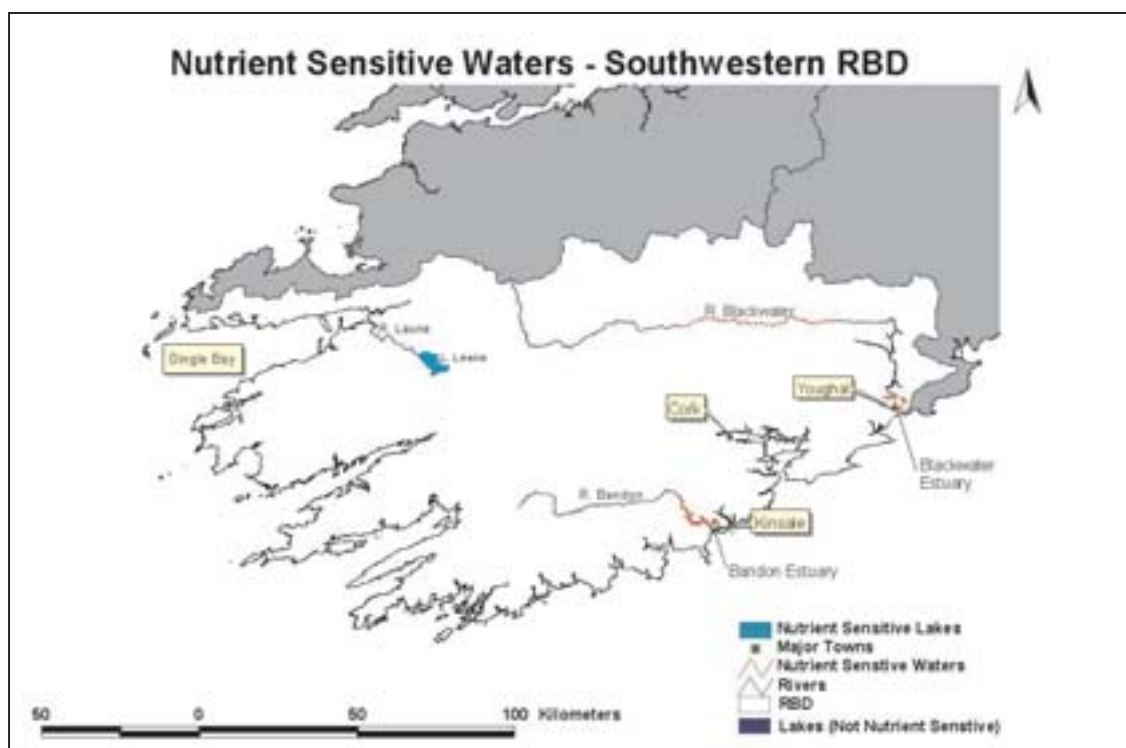 Nutrient Sensitive Waters - Southwestern RBD
R. Blackwater
R. Laune
L. Leane
Dingle Bay
Youghal
Cork
Blackwater
Estuary
R. Bandon
Kinsale
Bandon Estuary
Nutrient Sensitive Lakes
Major Towns
Nutrient Senstive Waters
Rivers
RBD
Lakes (Not Nutrient Senstive)
50 0 50 100 Kilometers